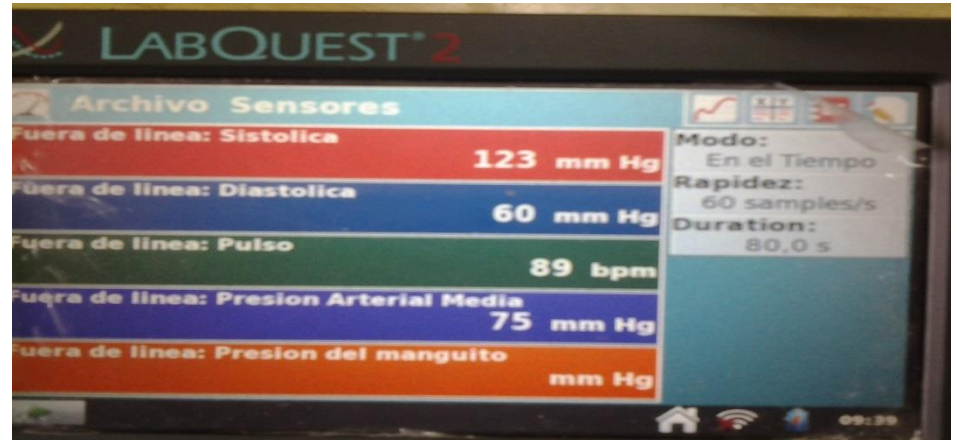 LABQUEST 2
Archivo Sensores
Fuera de linea: Sistolica
123 mm Hg
Fuera de linea: Diastolica
60 mm Hg
Fuera de linea: Pulso
89 bpm
Fuera de linea: Presion Arterial Media
75 mm Hg
Fuera de linea: Presion del manguito
mm Hg
Modo:
En el Tiempo
Rapidez:
60 samples/s
Duration:
80,0 s
09:39